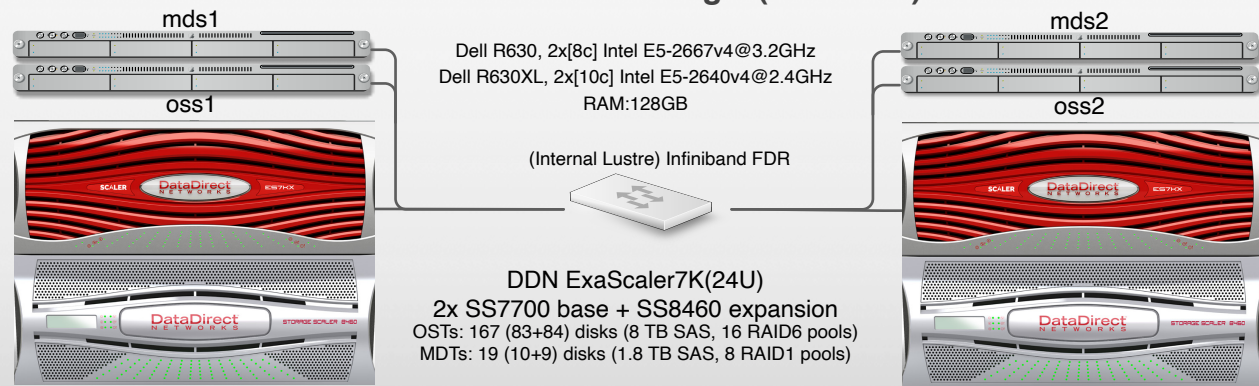 mds1
mds2
Dell R630, 2x[8c] Intel E5-2667v4@3.2GHz
Dell R630XL, 2x[10c] Intel E5-2640v4@2.4GHz
RAM:128GB
oss1
oss2
(Internal Lustre) Infiniband FDR
SCALER
DataDirect
NETWORKS
ES7KX
SCALER
DataDirect
NETWORKS
ES7KX
DDN ExaScaler7K(24U)
2x SS7700 base + SS8460 expansion
OSTs: 167 (83+84) disks (8 TB SAS, 16 RAID6 pools)
MDTs: 19 (10+9) disks (1.8 TB SAS, 8 RAID1 pools)
DataDirect
NETWORKS
STORAGE SCALER 8460
DataDirect
NETWORKS
STORAGE SCALER 8460